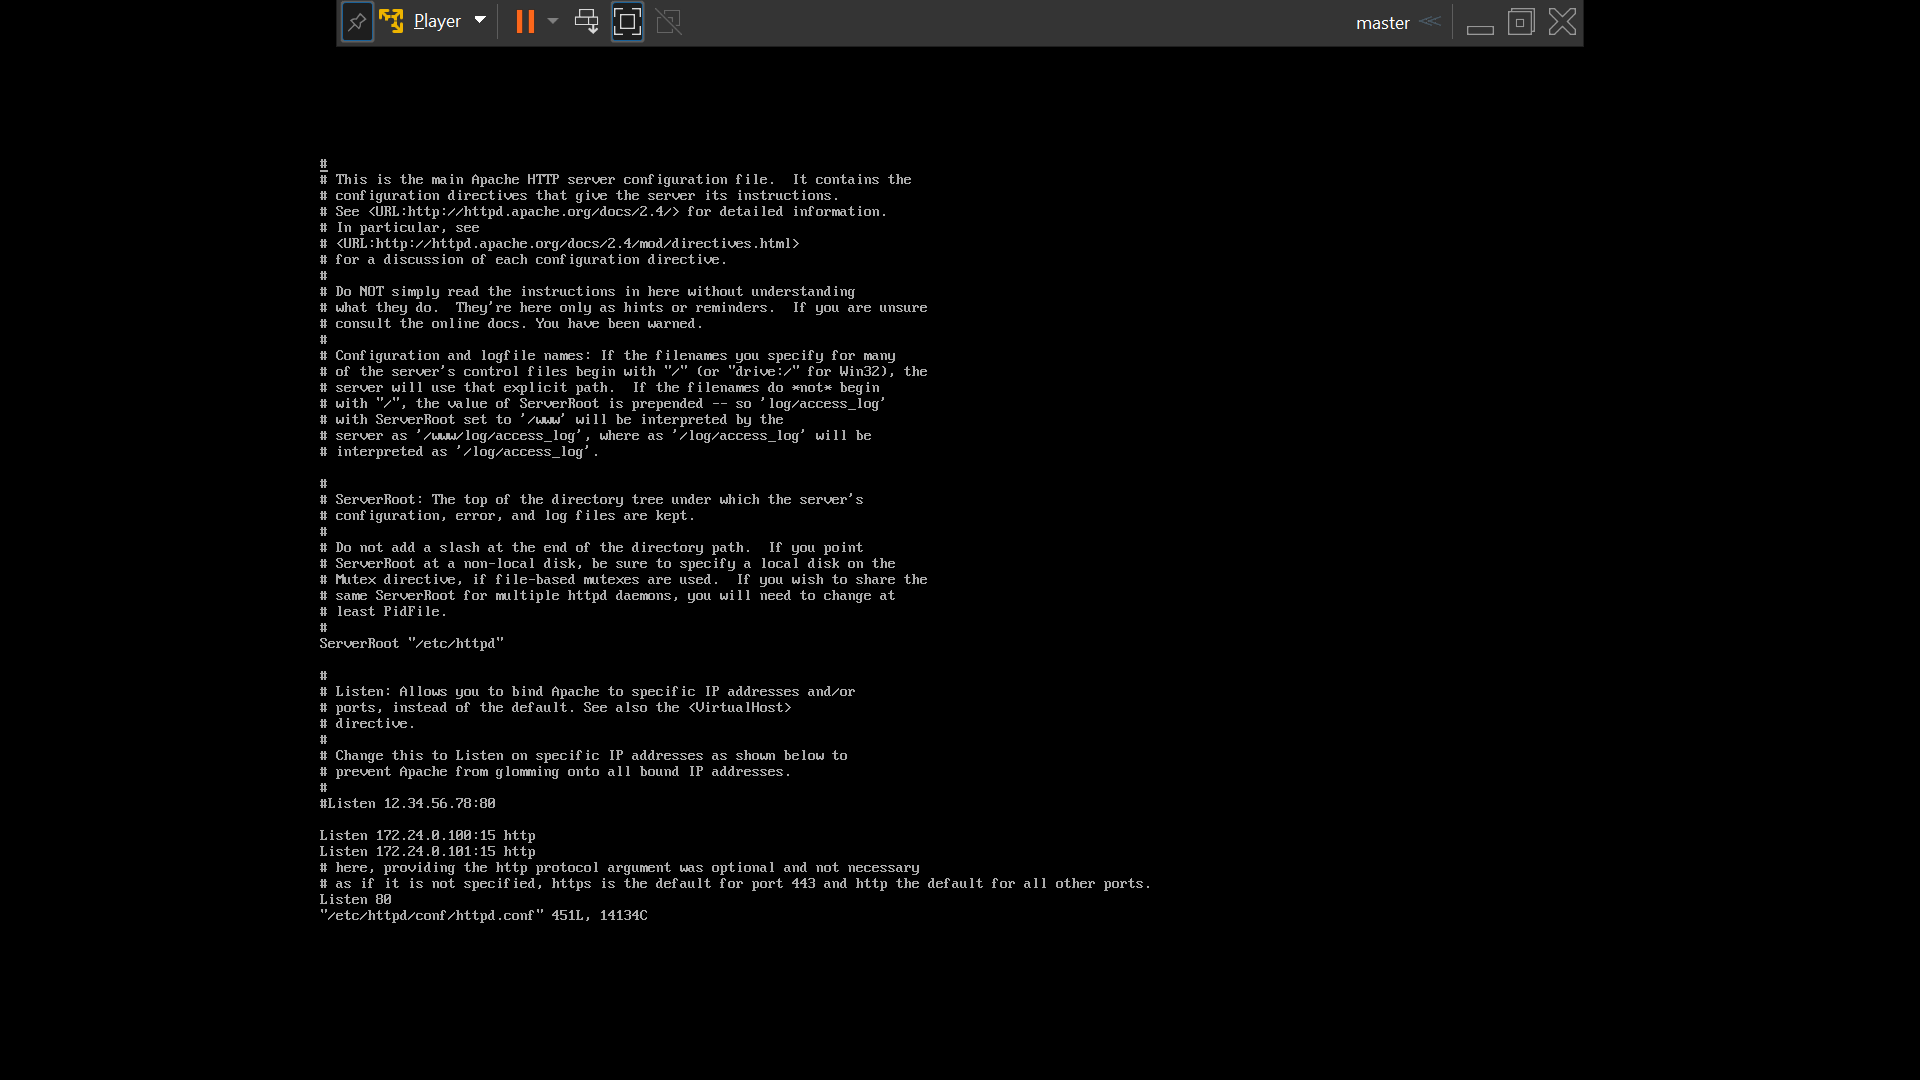 Player
master
#
# This is the main Apache HTTP server configuration file.  It contains the
# configuration directives that give the server its instructions.
# See <URL:http://httpd.apache.org/docs/2.4/> for detailed information.
# In particular, see
# <URL:http://httpd.apache.org/docs/2.4/mod/directives.html>
# for a discussion of each configuration directive.
#
# Do NOT simply read the instructions in here without understanding
# what they do.  They're here only as hints or reminders.  If you are unsure
# consult the online docs. You have been warned.
#
# Configuration and logfile names: If the filenames you specify for many
# of the server's control files begin with "/" (or "drive:/" for Win32), the
# server will use that explicit path.  If the filenames do *not* begin
# with "/", the value of ServerRoot is prepended -- so 'log/access_log'
# with ServerRoot set to '/www' will be interpreted by the
# server as '/www/log/access_log', where as '/log/access_log' will be
# interpreted as '/log/access_log'.
#
# ServerRoot: The top of the directory tree under which the server's
# configuration, error, and log files are kept.
#
# Do not add a slash at the end of the directory path.  If you point
# ServerRoot at a non-local disk, be sure to specify a local disk on the
# Mutex directive, if file-based mutexes are used.  If you wish to share the
# same ServerRoot for multiple httpd daemons, you will need to change at
# least PidFile.
#
ServerRoot "/etc/httpd"
#
# Listen: Allows you to bind Apache to specific IP addresses and/or
# ports, instead of the default. See also the <VirtualHost>
# directive.
#
# Change this to Listen on specific IP addresses as shown below to
# prevent Apache from glomming onto all bound IP addresses.
#
#Listen 12.34.56.78:80
Listen 172.24.0.100:15 http
Listen 172.24.0.101:15 http
# here, providing the http protocol argument was optional and not necessary
# as if it is not specified, https is the default for port 443 and http the default for all other ports.
Listen 80
"/etc/httpd/conf/httpd.conf" 451L, 14134C